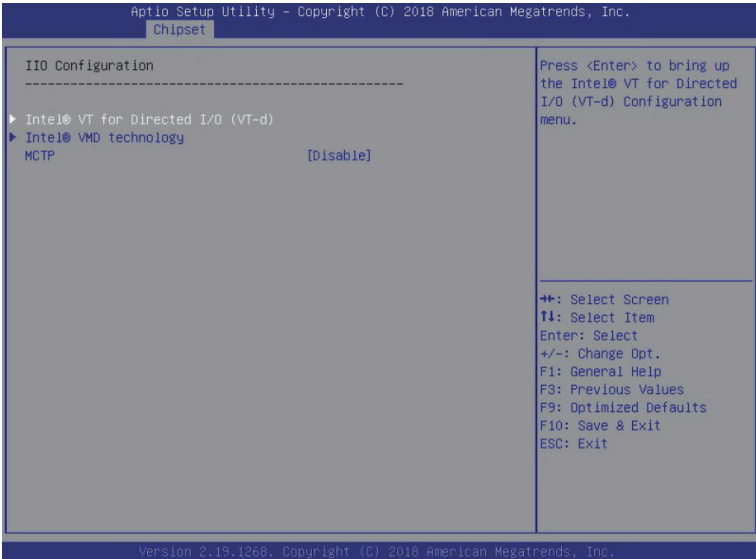 Aptio Setup Utility – Copyright (C) 2018 American Megatrends, Inc.
Chipset
IIO Configuration
----------------------------------------------------
Intel® VT for Directed I/O (VT-d)
Intel® VMD technology
MCTP [Disable]
Press <Enter> to bring up
the Intel® VT for Directed
I/O (VT-d) Configuration
menu.
→←: Select Screen
↑↓: Select Item
Enter: Select
+/-: Change Opt.
F1: General Help
F3: Previous Values
F9: Optimized Defaults
F10: Save & Exit
ESC: Exit
Version 2.19.1268. Copyright (C) 2018 American Megatrends, Inc.